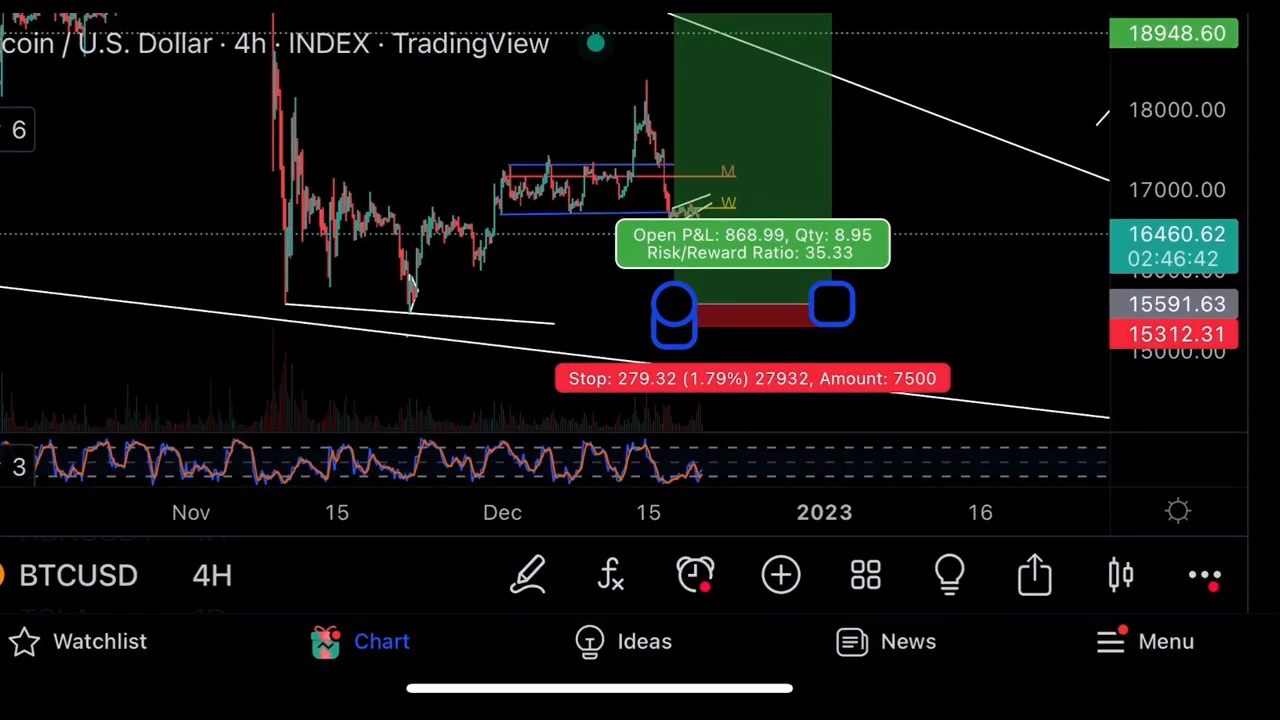 coin / U.S. Dollar · 4h · INDEX · TradingView
18948.60
6
18000.00
M
17000.00
W
Open P&L: 868.99, Qty: 8.95
Risk/Reward Ratio: 35.33
16460.62
02:46:42
15591.63
15312.31
15000.00
Stop: 279.32 (1.79%) 27932, Amount: 7500
3
Nov 15 Dec 15 2023 16
BTCUSD 4H
Watchlist Chart Ideas News Menu